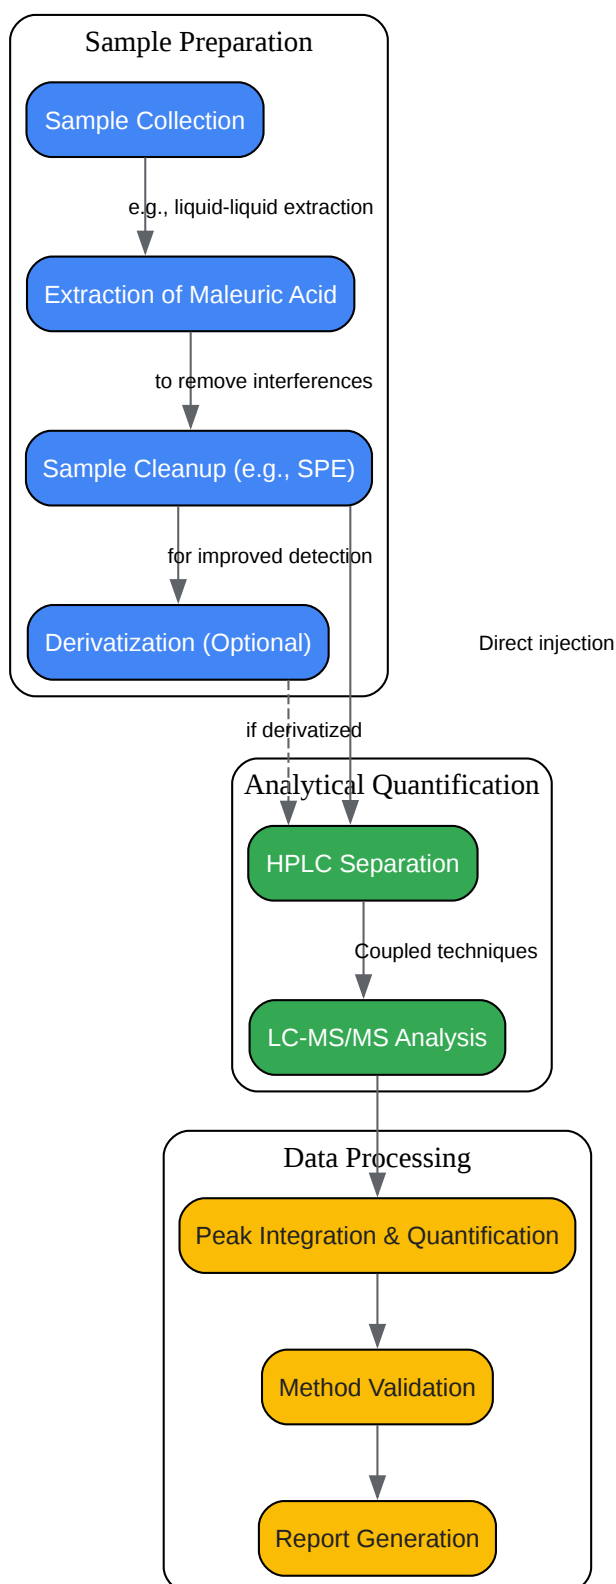 Sample Preparation
Sample Collection
e.g., liquid-liquid extraction
Extraction of Maleuric Acid
to remove interferences
Sample Cleanup (e.g., SPE)
for improved detection
Derivatization (Optional)
Direct injection
if derivatized
Analytical Quantification
HPLC Separation
Coupled techniques
LC-MS/MS Analysis
Data Processing
Peak Integration & Quantification
Method Validation
Report Generation